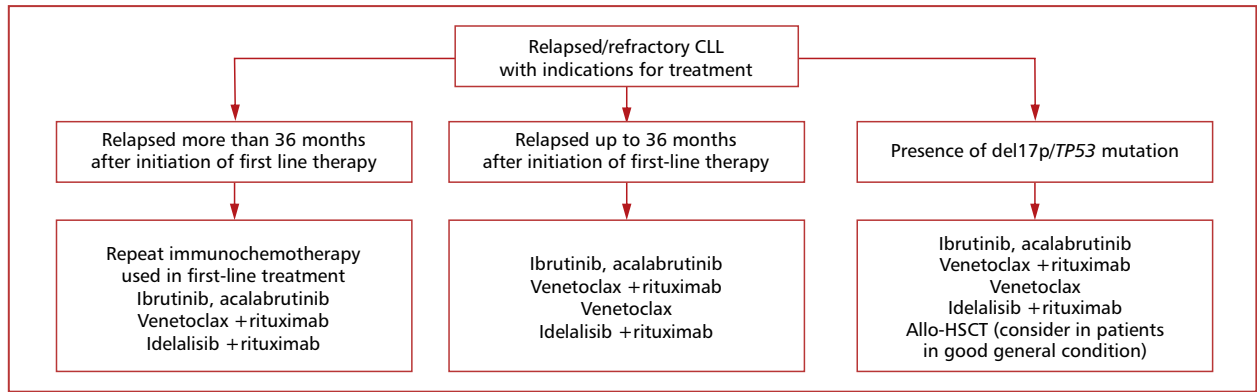 Relapsed/refractory CLL
with indications for treatment
Relapsed more than 36 months
after initiation of first line therapy
Relapsed up to 36 months
after initiation of first-line therapy
Presence of del17p/TP53 mutation
Repeat immunochemotherapy
used in first-line treatment
Ibrutinib, acalabrutinib
Venetoclax +rituximab
Idelalisib +rituximab
Ibrutinib, acalabrutinib
Venetoclax +rituximab
Venetoclax
Idelalisib +rituximab
Ibrutinib, acalabrutinib
Venetoclax +rituximab
Venetoclax
Idelalisib +rituximab
Allo-HSCT (consider in patients
in good general condition)